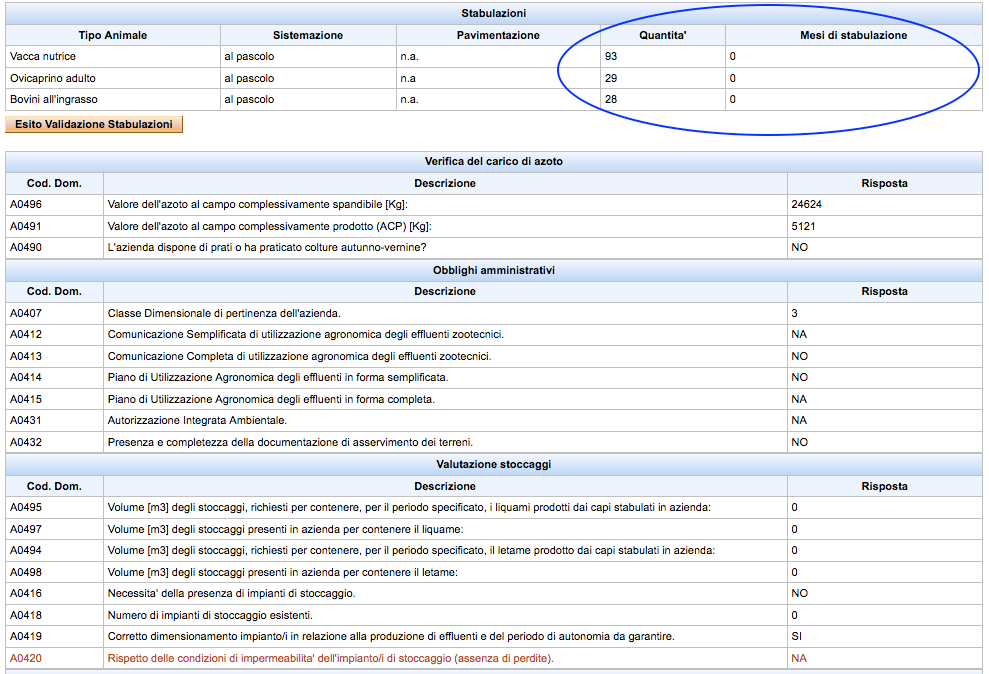 Stabulazioni
Tipo Animale Sistemazione Pavimentazione Quantita' Mesi di stabulazione
Vacca nutrice al pascolo n.a. 93 0
Ovicaprino adulto al pascolo n.a 29 0
Bovini all'ingrasso al pascolo n.a. 28 0
Esito Validazione Stabulazioni
Verifica del carico di azoto
Cod. Dom. Descrizione Risposta
A0496 Valore dell'azoto al campo complessivamente spandibile [Kg]: 24624
A0491 Valore dell'azoto al campo complessivamente prodotto (ACP) [Kg]: 5121
A0490 L'azienda dispone di prati o ha praticato colture autunno-vernine? NO
Obblighi amministrativi
Cod. Dom. Descrizione Risposta
A0407 Classe Dimensionale di pertinenza dell'azienda. 3
A0412 Comunicazione Semplificata di utilizzazione agronomica degli effluenti zootecnici. NA
A0413 Comunicazione Completa di utilizzazione agronomica degli effluenti zootecnici. NO
A0414 Piano di Utilizzazione Agronomica degli effluenti in forma semplificata. NO
A0415 Piano di Utilizzazione Agronomica degli effluenti in forma completa. NA
A0431 Autorizzazione Integrata Ambientale. NA
A0432 Presenza e completezza della documentazione di asservimento dei terreni. NO
Valutazione stoccaggi
Cod. Dom. Descrizione Risposta
A0495 Volume [m3] degli stoccaggi, richiesti per contenere, per il periodo specificato, i liquami prodotti dai capi stabulati in azienda: 0
A0497 Volume [m3] degli stoccaggi presenti in azienda per contenere il liquame: 0
A0494 Volume [m3] degli stoccaggi, richiesti per contenere, per il periodo specificato, il letame prodotto dai capi stabulati in azienda: 0
A0498 Volume [m3] degli stoccaggi presenti in azienda per contenere il letame: 0
A0416 Necessita' della presenza di impianti di stoccaggio. NO
A0418 Numero di impianti di stoccaggio esistenti. 0
A0419 Corretto dimensionamento impianto/i in relazione alla produzione di effluenti e del periodo di autonomia da garantire. SI
A0420 Rispetto delle condizioni di impermeabilita' dell'impianto/i di stoccaggio (assenza di perdite). NA